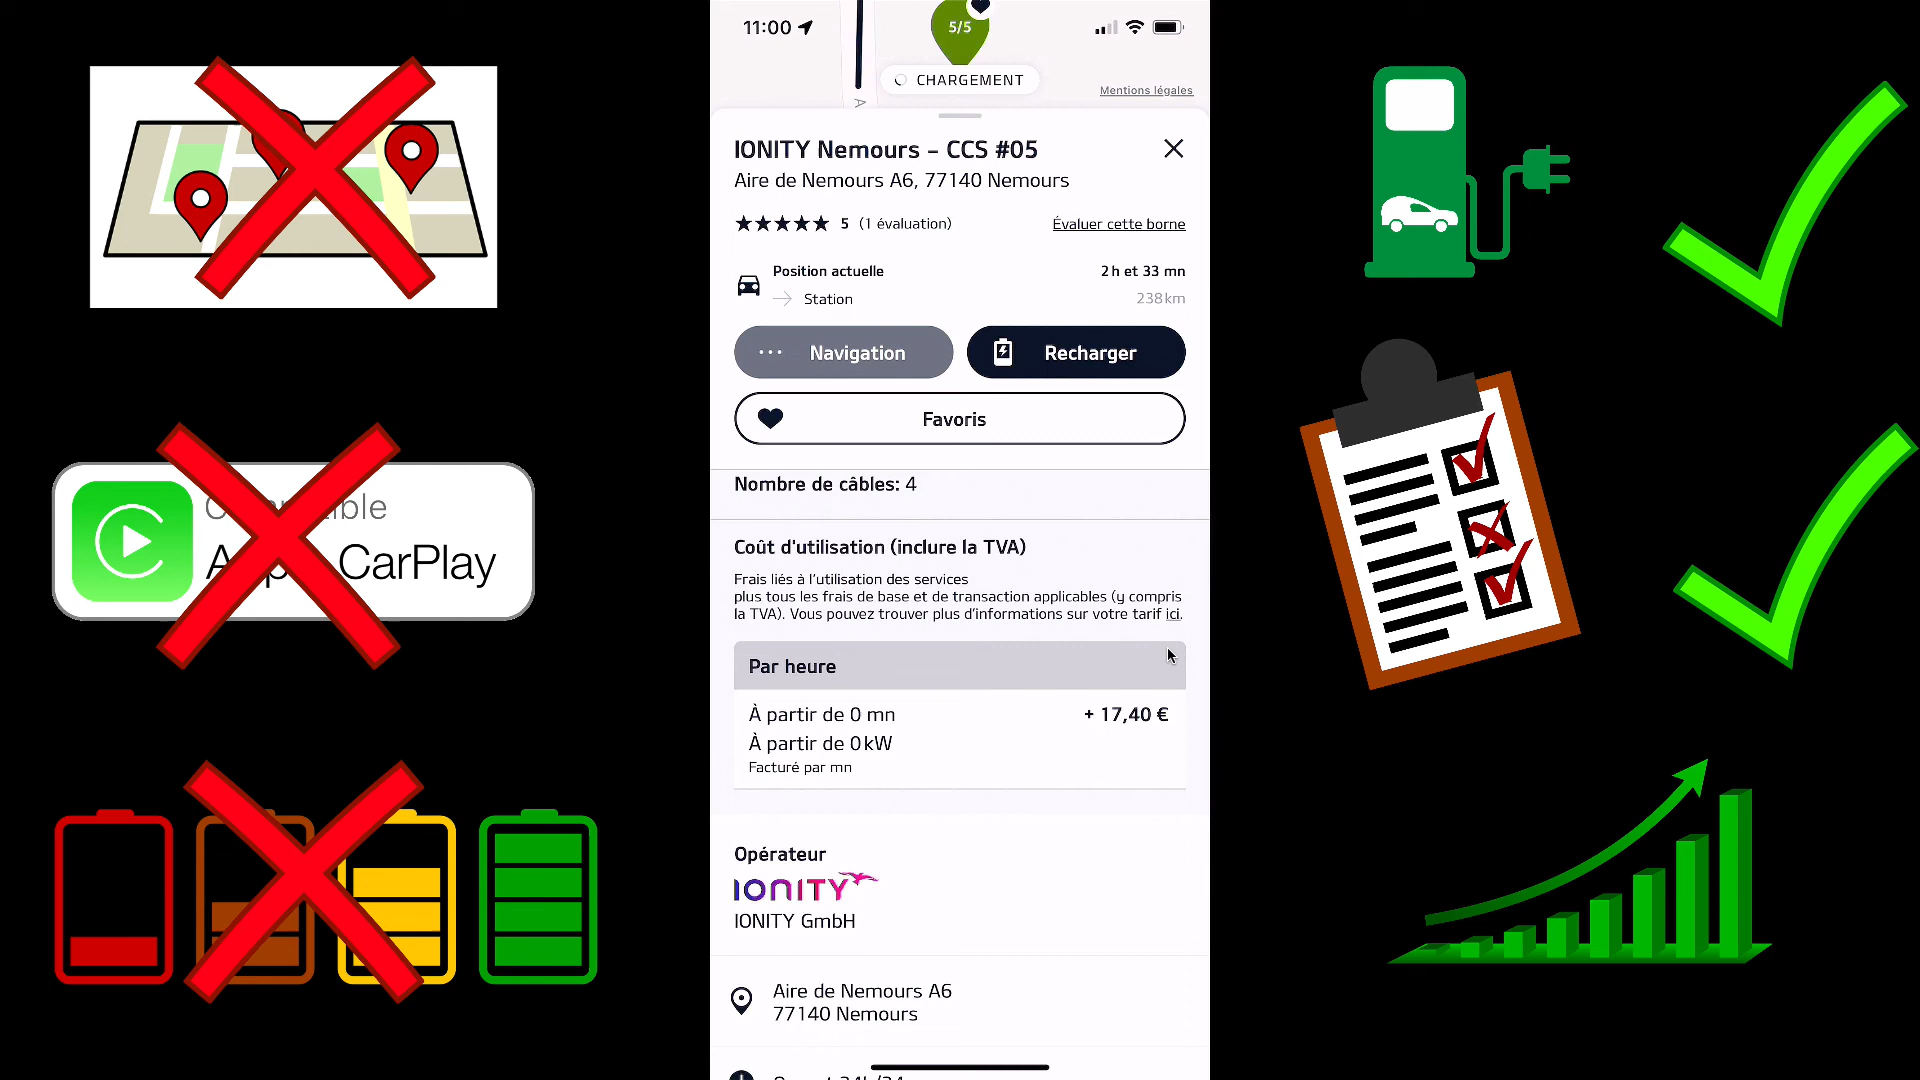 11:00
5/5
CHARGEMENT
Mentions légales
IONITY Nemours – CCS #05
Aire de Nemours A6, 77140 Nemours
5 (1 évaluation)
Évaluer cette borne
Position actuelle
2 h et 33 mn
Station
238 km
Navigation
Recharger
Favoris
Nombre de câbles: 4
Coût d'utilisation (inclure la TVA)
Frais liés à l'utilisation des services
plus tous les frais de base et de transaction applicables (y compris
la TVA). Vous pouvez trouver plus d'informations sur votre tarif ici.
Par heure
À partir de 0 mn
+ 17,40 €
À partir de 0 kW
Facturé par mn
Opérateur
IONITY
IONITY GmbH
Aire de Nemours A6
77140 Nemours
CarPlay